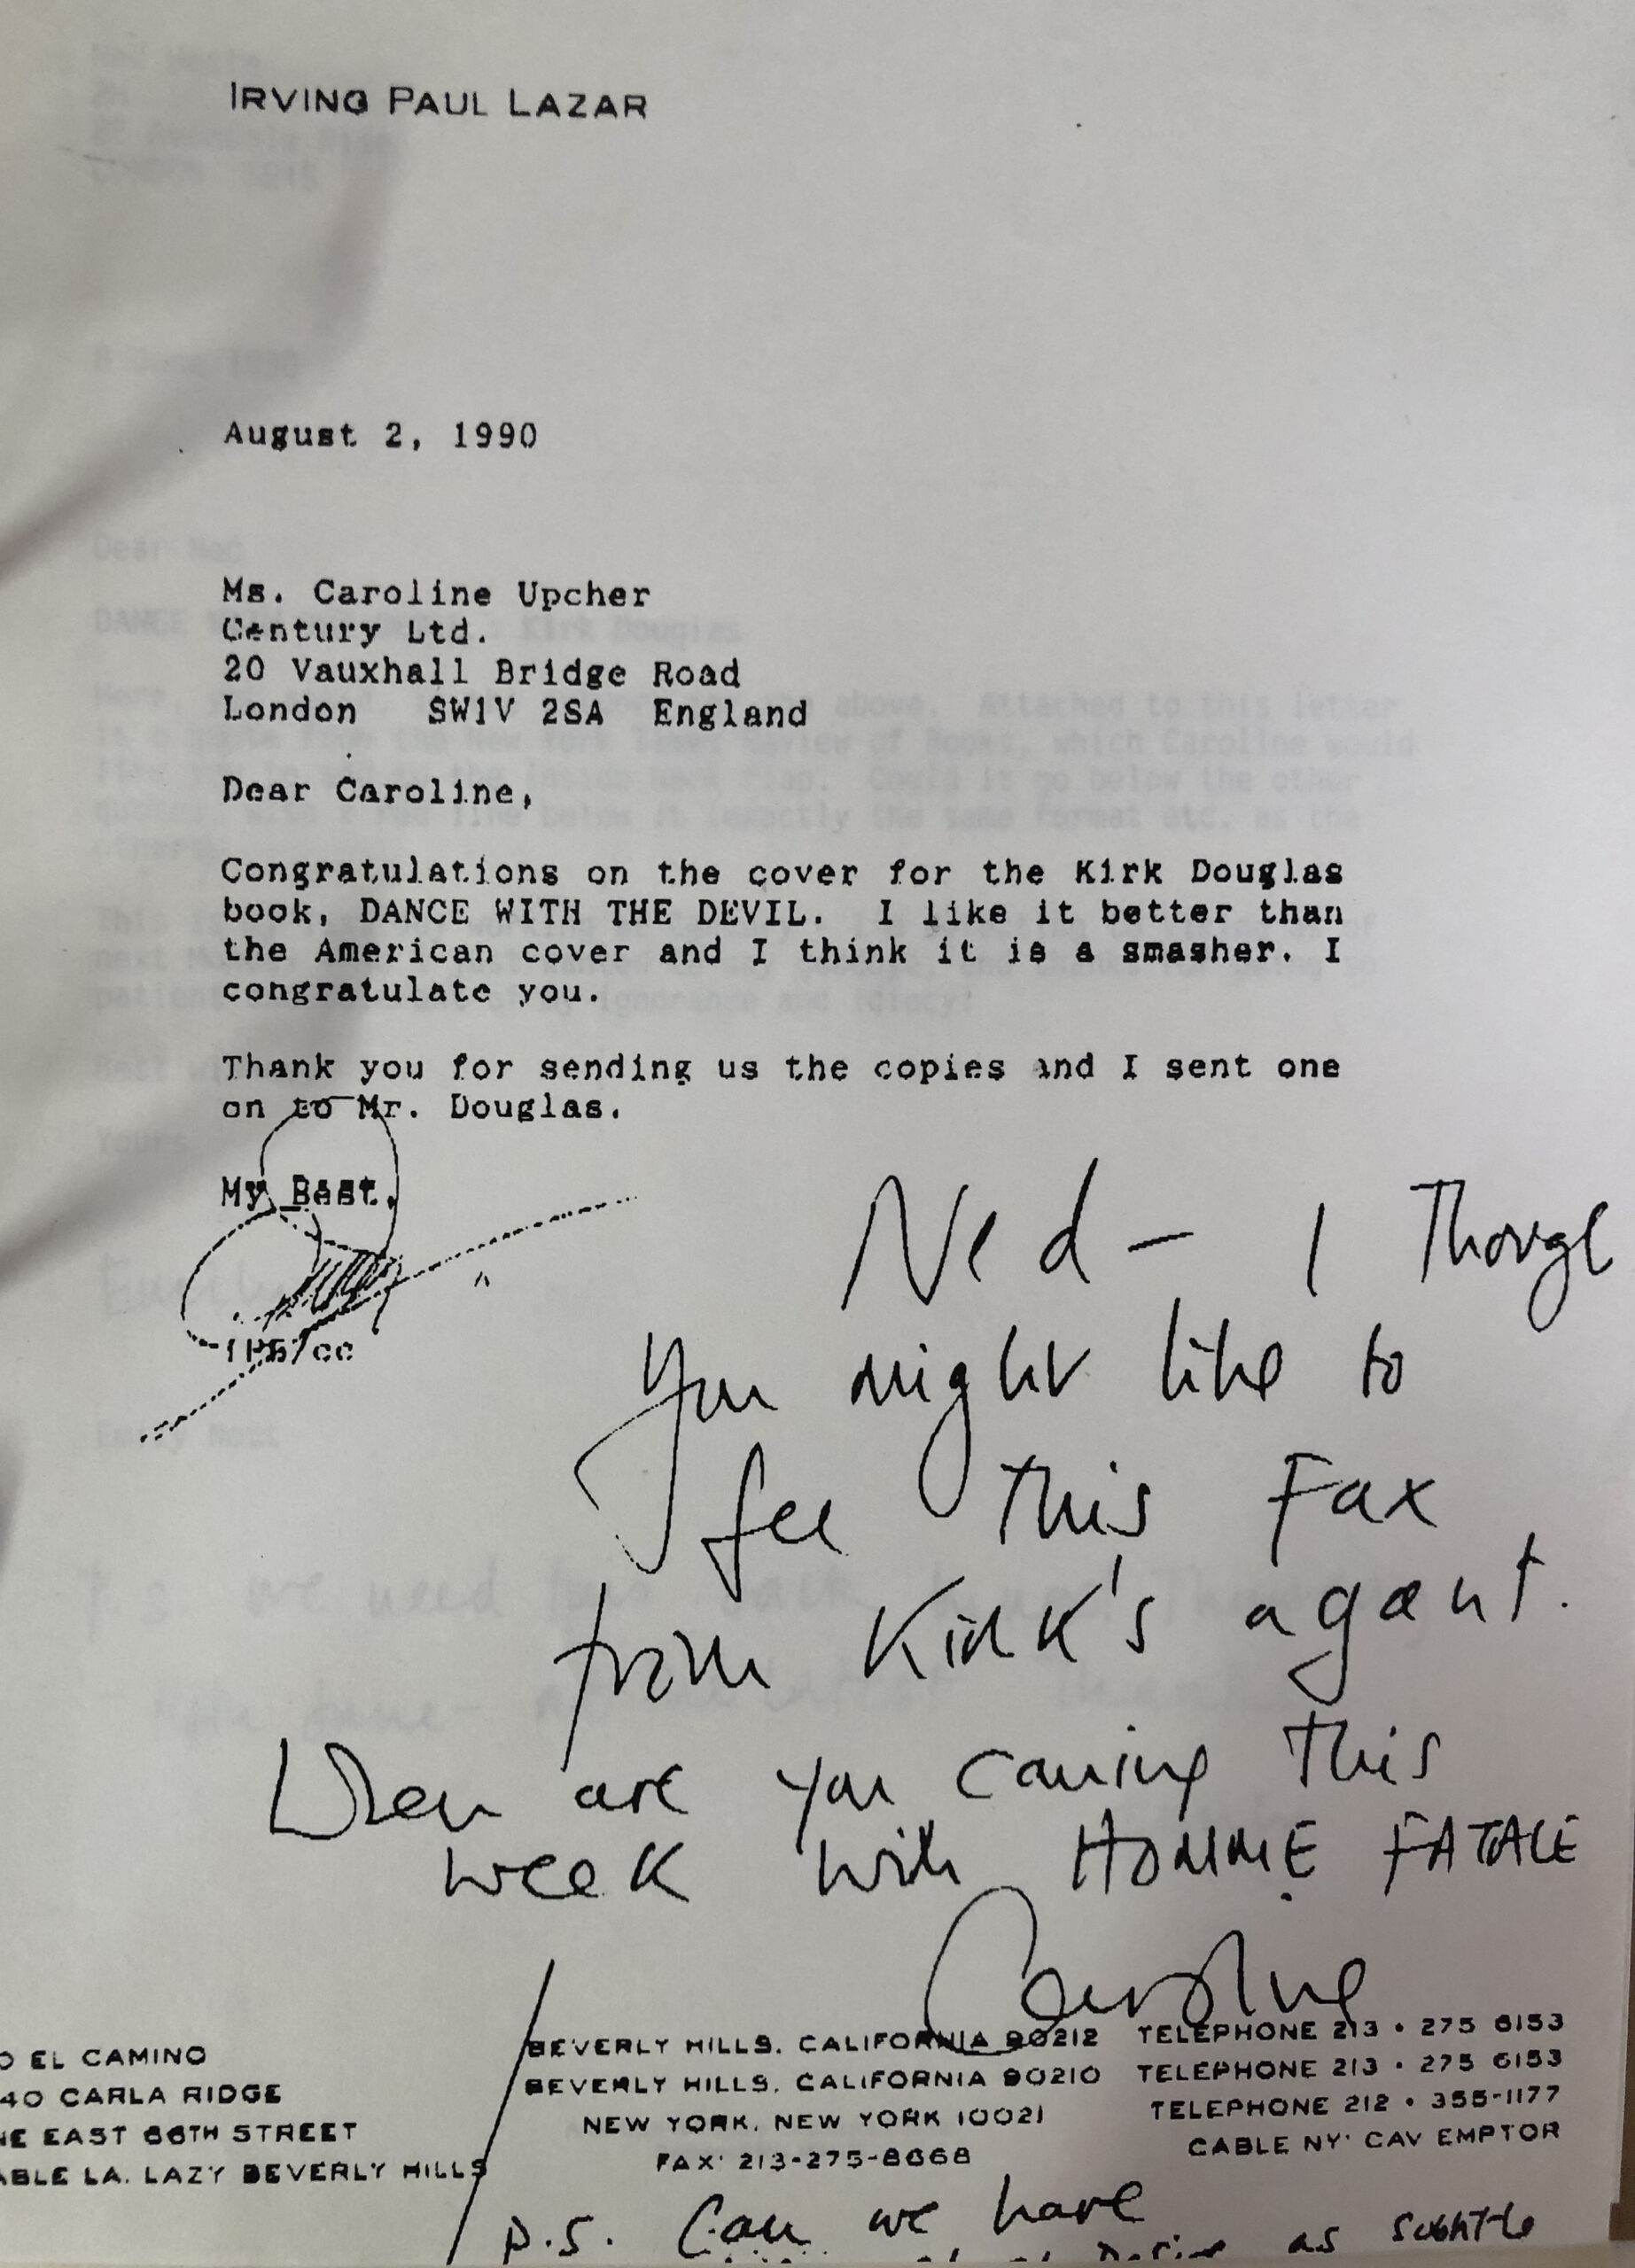 IRVING PAUL LAZAR
August 2, 1990
Ms. Caroline Upcher
Century Ltd.
20 Vauxhall Bridge Road
London SW1V 2SA England
Dear Caroline,
Congratulations on the cover for the Kirk Douglas
book, DANCE WITH THE DEVIL. I like it better than
the American cover and I think it is a smasher. I
congratulate you.
Thank you for sending us the copies and I sent one
on to Mr. Douglas.
My Best,
Ned — I Though
you might like to
see this Fax
from Kirk's agent.
When are you coming this
week with HOMME FATALE
Caroline
EL CAMINO BEVERLY HILLS, CALIFORNIA 90212 TELEPHONE 213 • 275 6153
40 CARLA RIDGE BEVERLY HILLS, CALIFORNIA 90210 TELEPHONE 213 • 275 6153
NE EAST 66TH STREET NEW YORK, NEW YORK 10021 TELEPHONE 212 • 355-1177
ABLE LA. LAZY BEVERLY HILLS FAX 213-275-8668 CABLE NY CAV EMPTOR
P.S. Can we have
Desire as subtitle